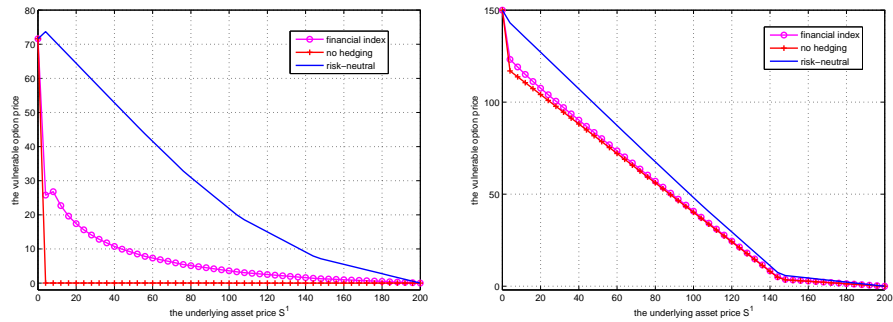 80
70
60
50
40
30
20
10
0
the vulnerable option price
financial index
no hedging
risk−neutral
0 20 40 60 80 100 120 140 160 180 200
the underlying asset price S1
150
100
50
0
the vulnerable option price
financial index
no hedging
risk−neutral
0 20 40 60 80 100 120 140 160 180 200
the underlying asset price S1